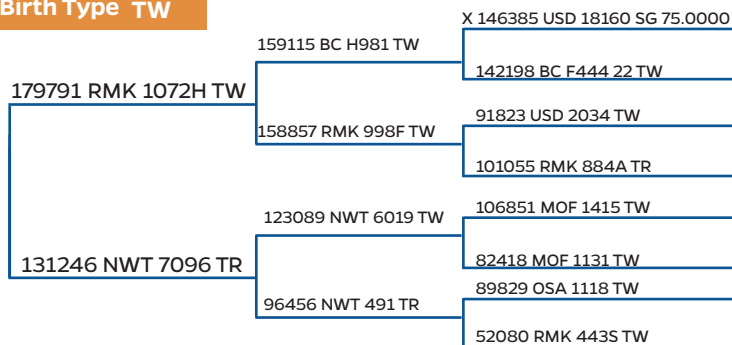 Birth Type TW
X 146385 USD 18160 SG 75.0000
159115 BC H981 TW
142198 BC F444 22 TW
179791 RMK 1072H TW
91823 USD 2034 TW
158857 RMK 998F TW
101055 RMK 884A TR
106851 MOF 1415 TW
123089 NWT 6019 TW
82418 MOF 1131 TW
131246 NWT 7096 TR
89829 OSA 1118 TW
96456 NWT 491 TR
52080 RMK 443S TW